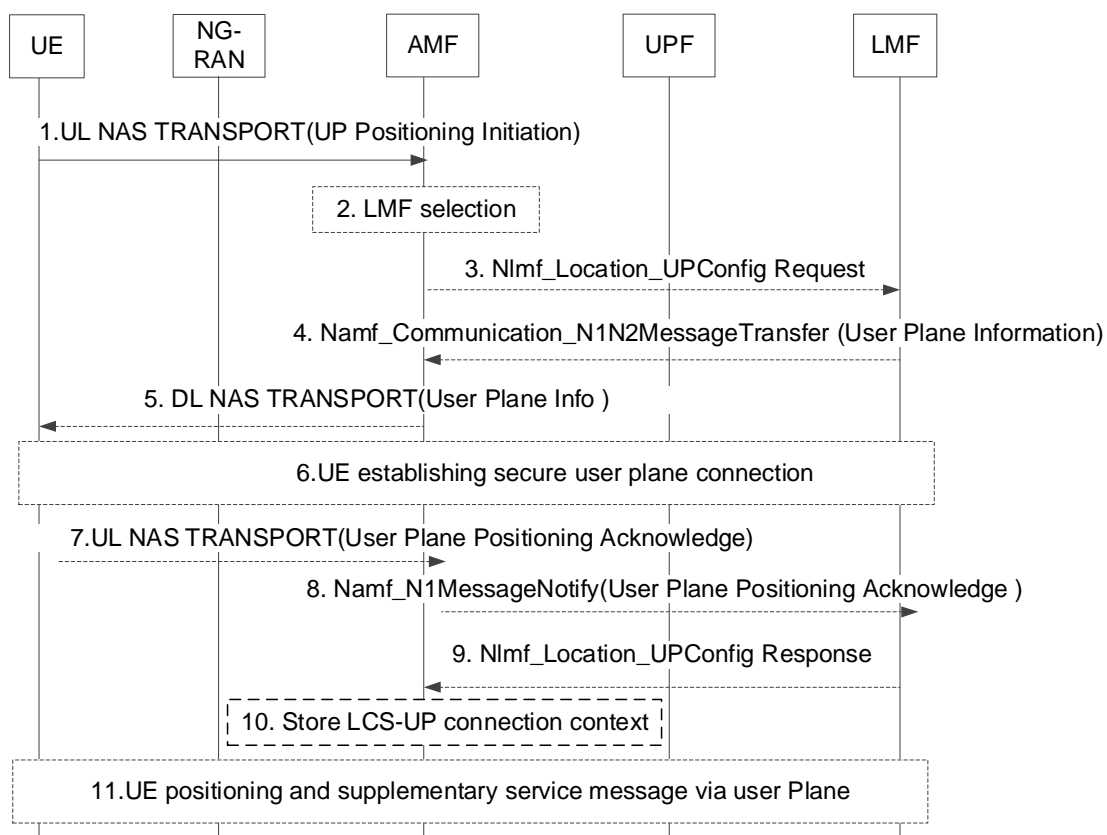 UE
NG-
RAN
AMF
UPF
LMF
1.UL NAS TRANSPORT(UP Positioning Initiation)
2. LMF selection
3. Nlmf_Location_UPConfig Request
4. Namf_Communication_N1N2MessageTransfer (User Plane Information)
5. DL NAS TRANSPORT(User Plane Info )
6.UE establishing secure user plane connection
7.UL NAS TRANSPORT(User Plane Positioning Acknowledge)
8. Namf_N1MessageNotify(User Plane Positioning Acknowledge )
9. Nlmf_Location_UPConfig Response
10. Store LCS-UP connection context
11.UE positioning and supplementary service message via user Plane